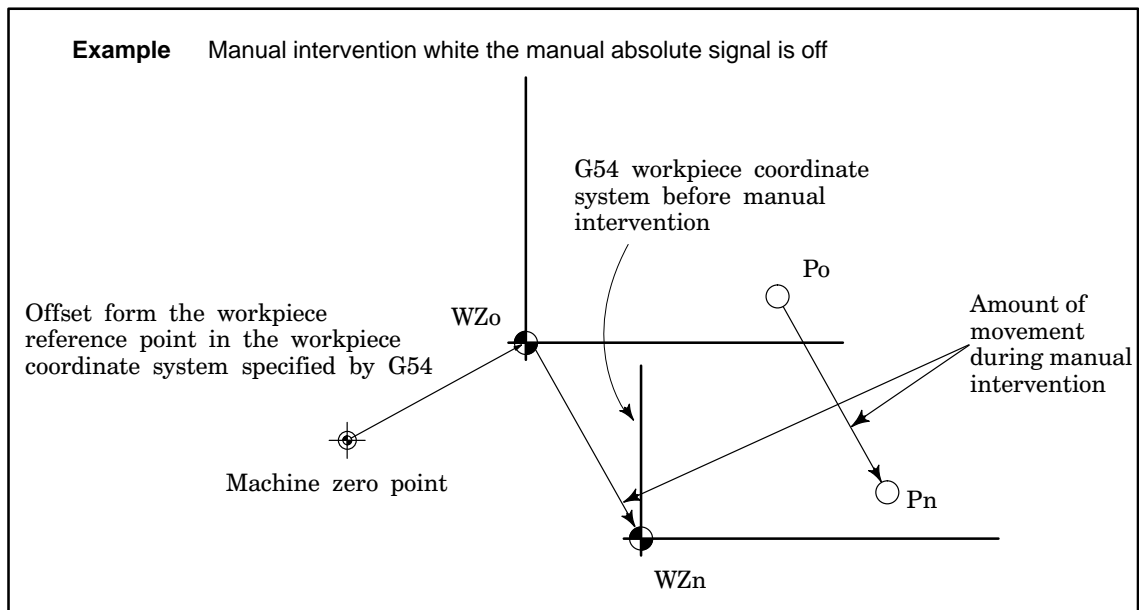 Example Manual intervention white the manual absolute signal is off
G54 workpiece coordinate
system before manual
intervention
Po
Offset form the workpiece
reference point in the workpiece
coordinate system specified by G54
WZo
Amount of
movement
during manual
intervention
Machine zero point
Pn
WZn